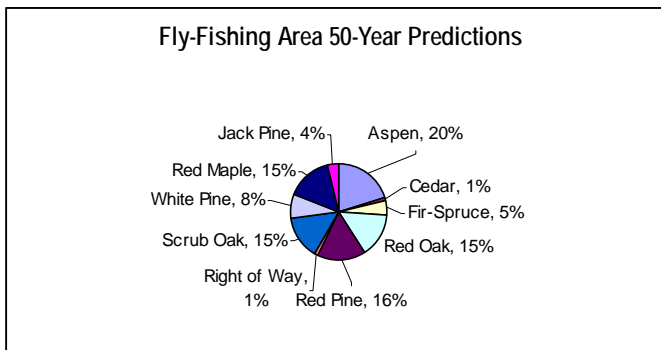 Fly-Fishing Area 50-Year Predictions
Jack Pine, 4%
Aspen, 20%
Red Maple, 15%
Cedar, 1%
White Pine, 8%
Fir-Spruce, 5%
Scrub Oak, 15%
Red Oak, 15%
Right of Way,
1%
Red Pine, 16%